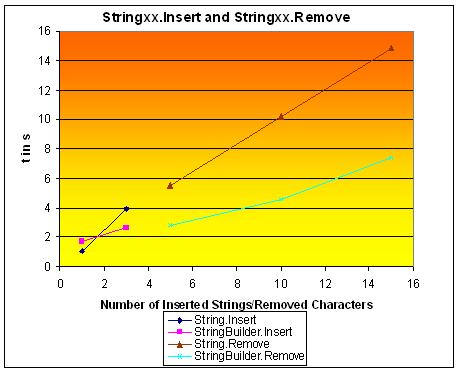 Stringxx.Insert and Stringxx.Remove
16
14
12
10
8
6
4
2
0
t in s
0 2 4 6 8 10 12 14 16
Number of Inserted Strings/Removed Characters
String.Insert
StringBuilder.Insert
String.Remove
StringBuilder.Remove